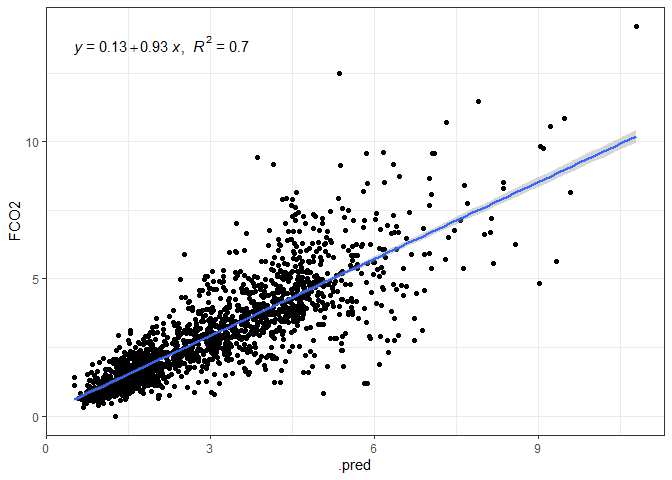 y = 0.13+0.93 x, R² = 0.7
FCO2
10
5
0
0 3 6 9
.pred